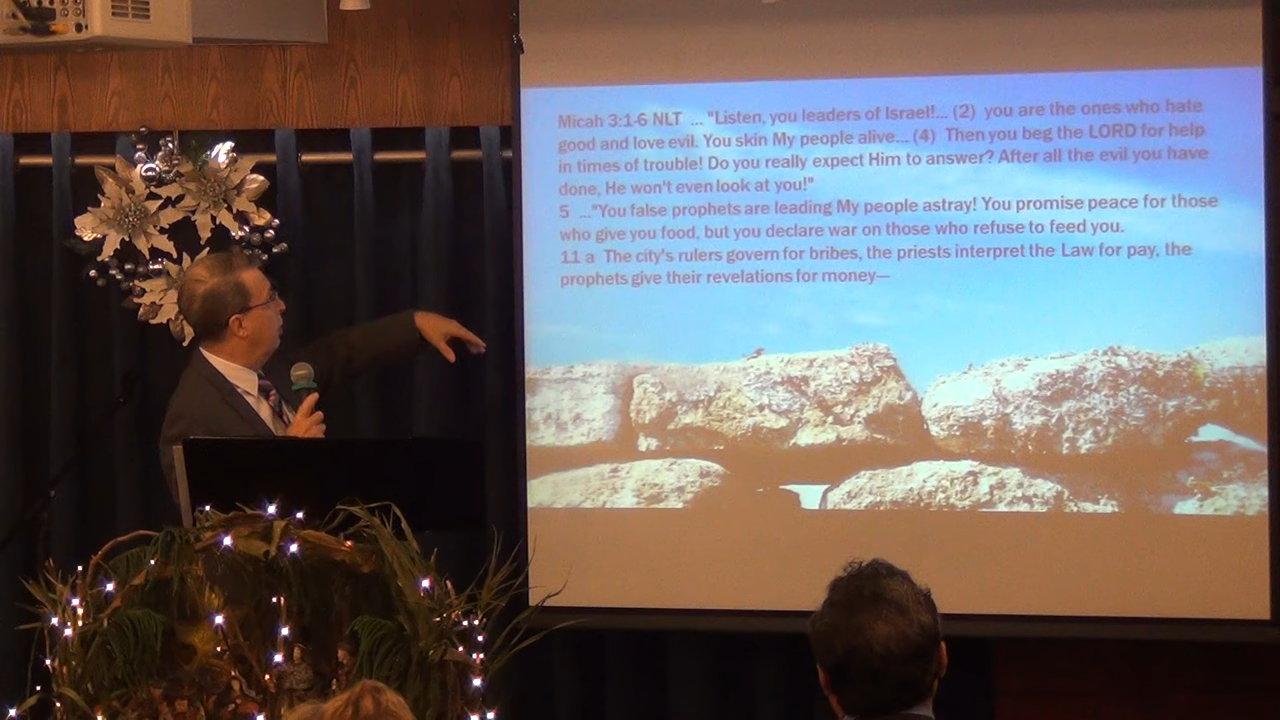 Micah 3:1-6 NLT ... "Listen, you leaders of Israel!... (2) you are the ones who hate
good and love evil. You skin My people alive... (4) Then you beg the LORD for help
in times of trouble! Do you really expect Him to answer? After all the evil you have
done, He won't even look at you!"
5 ..."You false prophets are leading My people astray! You promise peace for those
who give you food, but you declare war on those who refuse to feed you.
11 a The city's rulers govern for bribes, the priests interpret the Law for pay, the
prophets give their revelations for money—